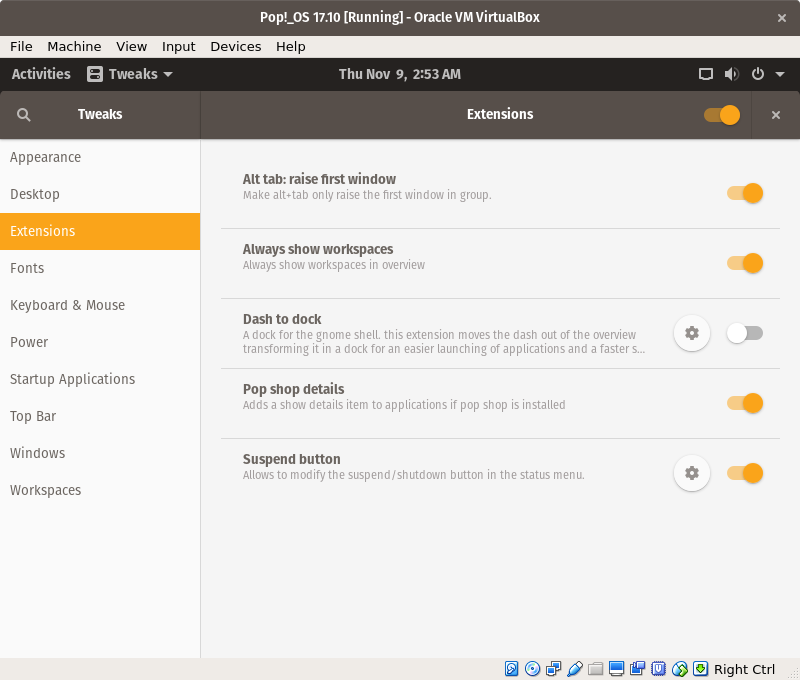 Pop!_OS 17.10 [Running] - Oracle VM VirtualBox
File Machine View Input Devices Help
Activities Tweaks Thu Nov 9, 2:53 AM
Tweaks
Extensions
Appearance
Desktop
Extensions
Fonts
Keyboard & Mouse
Power
Startup Applications
Top Bar
Windows
Workspaces
Alt tab: raise first window
Make alt+tab only raise the first window in group.
Always show workspaces
Always show workspaces in overview
Dash to dock
A dock for the gnome shell. this extension moves the dash out of the overview
transforming it in a dock for an easier launching of applications and a faster s...
Pop shop details
Adds a show details item to applications if pop shop is installed
Suspend button
Allows to modify the suspend/shutdown button in the status menu.
Right Ctrl